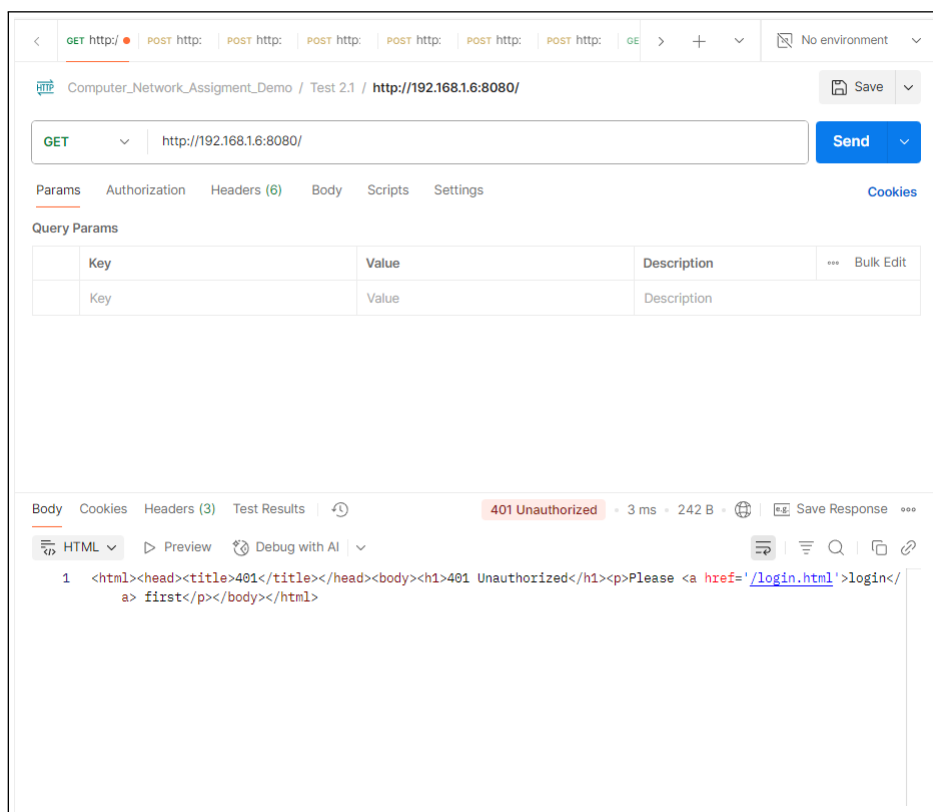 GET http:/ POST http: POST http: POST http: POST http: POST http: POST http: GE No environment
HTTP Computer_Network_Assigment_Demo / Test 2.1 / http://192.168.1.6:8080/ Save
GET http://192.168.1.6:8080/ Send
Params Authorization Headers (6) Body Scripts Settings Cookies
Query Params
Key Value Description Bulk Edit
Key Value Description
Body Cookies Headers (3) Test Results 401 Unauthorized 3 ms 242 B e.g. Save Response
HTML Preview Debug with AI
1 <html><head><title>401</title></head><body><h1>401 Unauthorized</h1><p>Please <a href='/login.html'>login</
a> first</p></body></html>